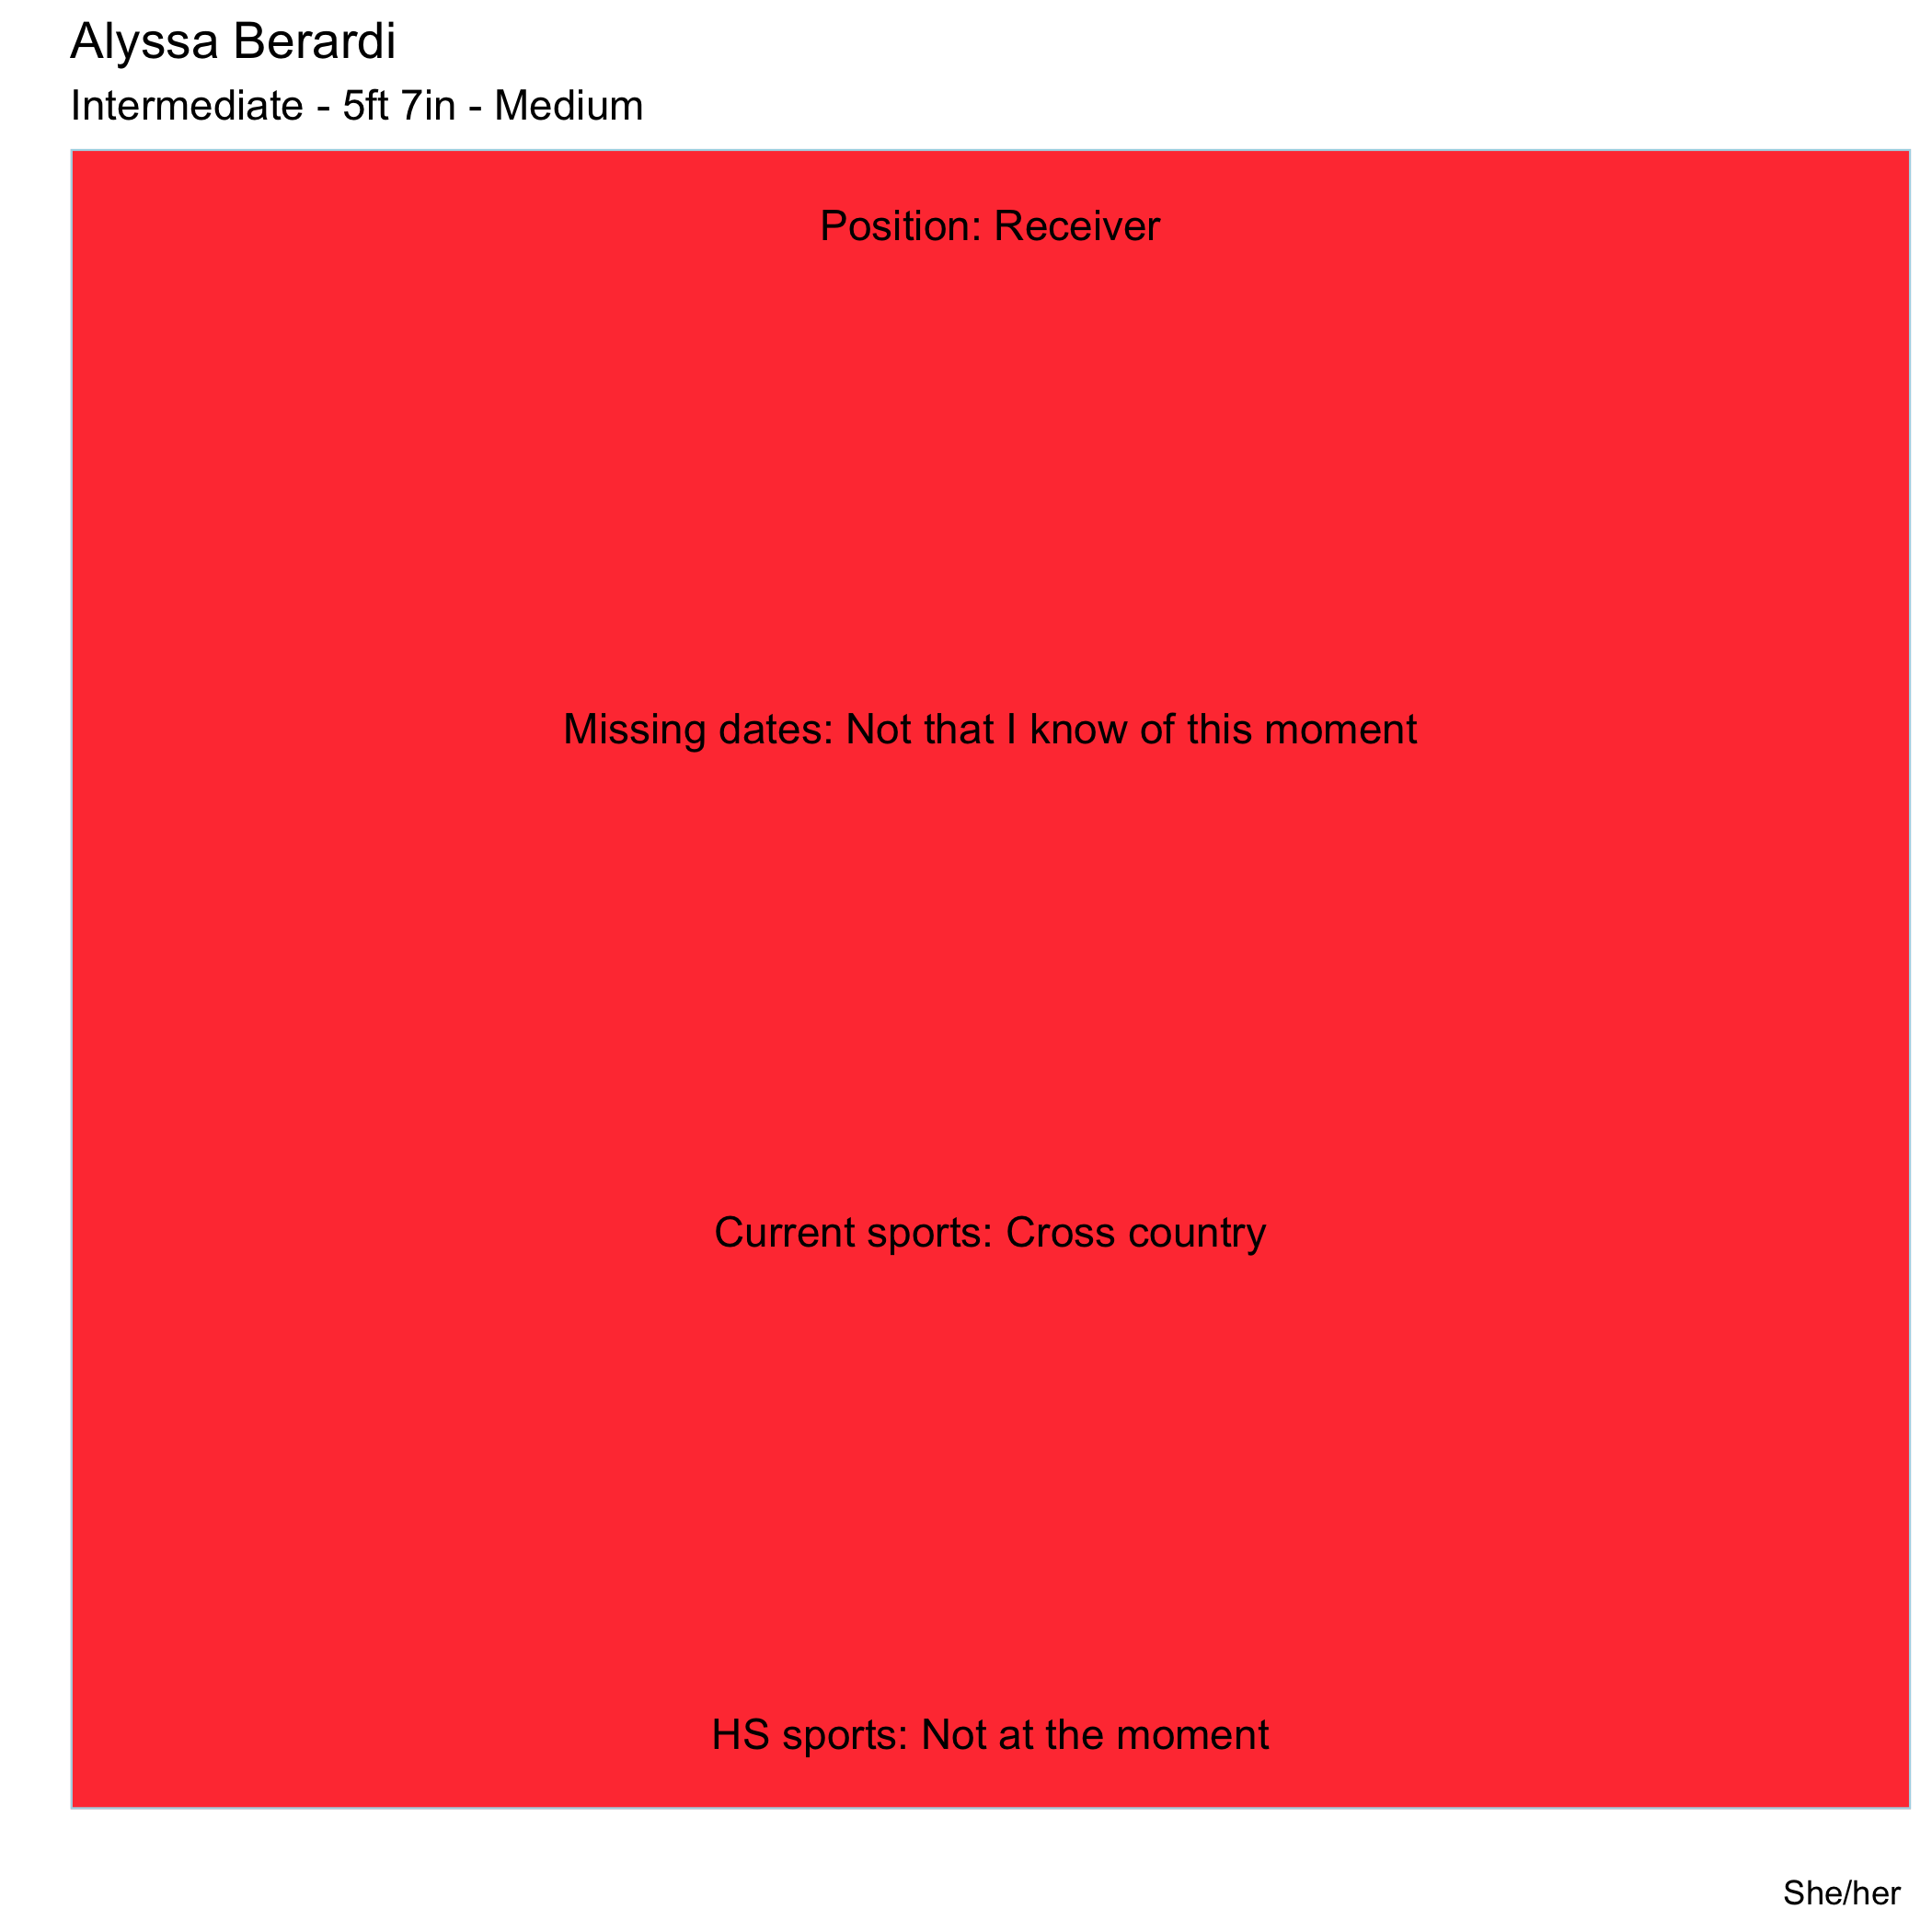 Alyssa Berardi
Intermediate - 5ft 7in - Medium
Position: Receiver
Missing dates: Not that I know of this moment
Current sports: Cross country
HS sports: Not at the moment
She/her